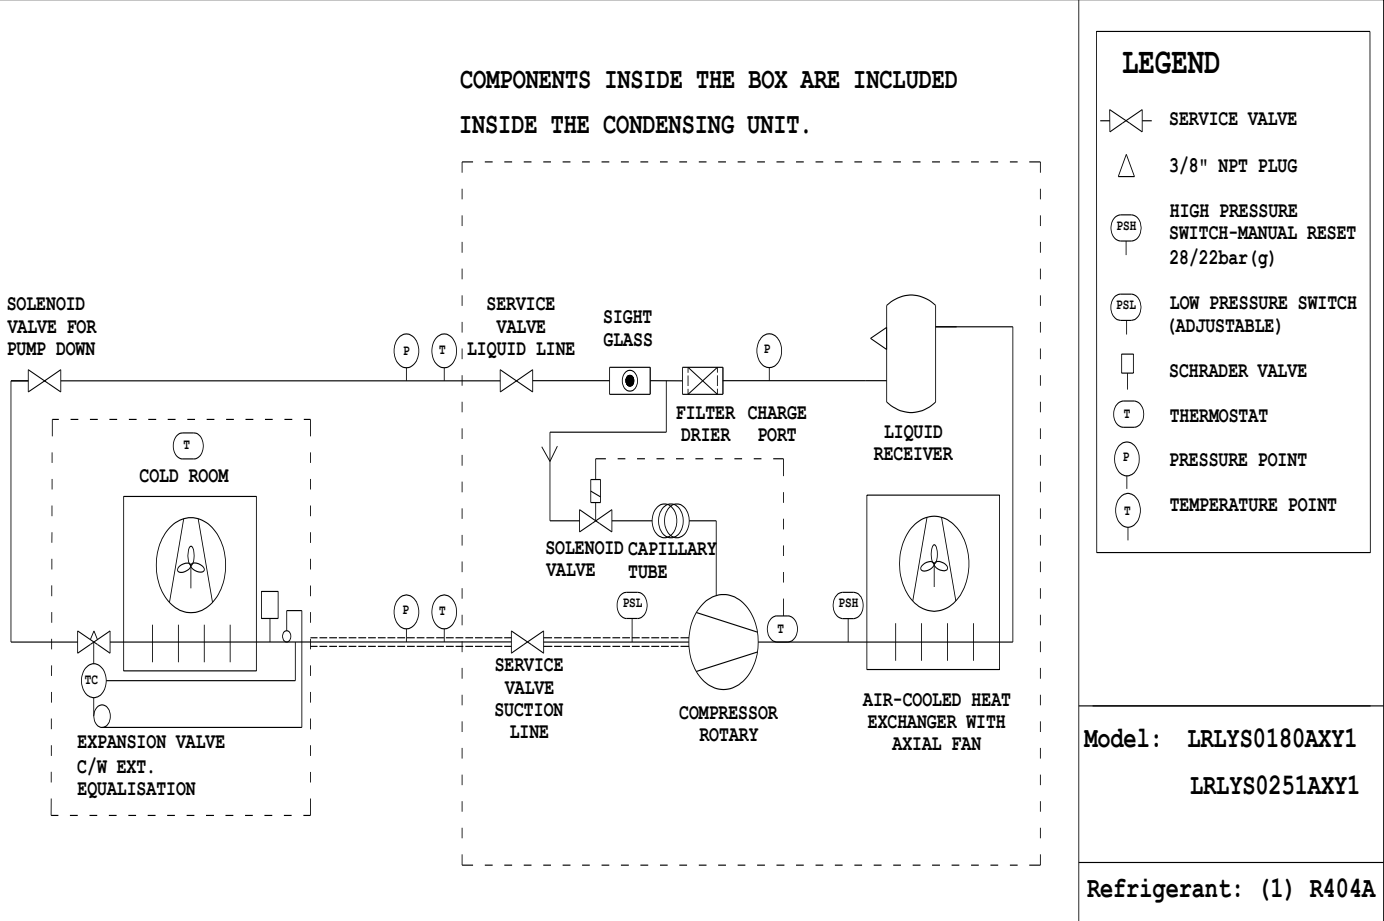 COMPONENTS INSIDE THE BOX ARE INCLUDED
INSIDE THE CONDENSING UNIT.
SOLENOID
VALVE FOR
PUMP DOWN
P
T
SERVICE
VALVE
LIQUID LINE
SIGHT
GLASS
P
FILTER
DRIER
CHARGE
PORT
LIQUID
RECEIVER
T
COLD ROOM
SOLENOID
VALVE
CAPILLARY
TUBE
P
T
PSL
T
PSH
TC
SERVICE
VALVE
SUCTION
LINE
COMPRESSOR
ROTARY
AIR-COOLED HEAT
EXCHANGER WITH
AXIAL FAN
EXPANSION VALVE
C/W EXT.
EQUALISATION
LEGEND
SERVICE VALVE
3/8" NPT PLUG
PSH
HIGH PRESSURE
SWITCH-MANUAL RESET
28/22bar(g)
PSL
LOW PRESSURE SWITCH
(ADJUSTABLE)
SCHRADER VALVE
T
THERMOSTAT
P
PRESSURE POINT
T
TEMPERATURE POINT
Model: LRLYS0180AXY1
LRLYS0251AXY1
Refrigerant: (1) R404A